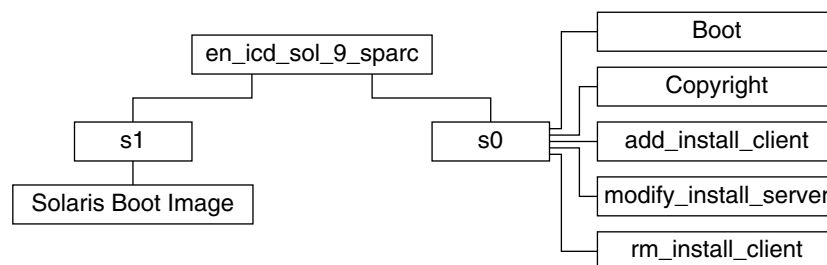 en_icd_sol_9_sparc
s1
Solaris Boot Image
s0
Boot
Copyright
add_install_client
modify_install_server
rm_install_client